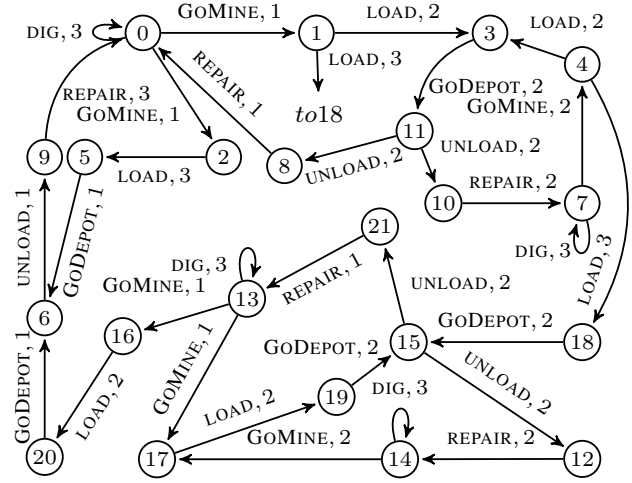 DIG, 3
0
GOMINE, 1
1
LOAD, 2
3
LOAD, 2
4
LOAD, 3
to18
REPAIR, 1
REPAIR, 3
GOMINE, 1
GODEPOT, 2
GOMINE, 2
11
UNLOAD, 2
9
5
2
LOAD, 3
8
UNLOAD, 2
10
REPAIR, 2
7
DIG, 3
LOAD, 3
UNLOAD, 1
GODEPOT, 1
21
DIG, 3
REPAIR, 1
GOMINE, 1
13
UNLOAD, 2
6
16
GOMINE, 1
GODEPOT, 2
15
GODEPOT, 2
18
GODEPOT, 1
LOAD, 2
LOAD, 2
19
DIG, 3
UNLOAD, 2
20
17
GOMINE, 2
14
REPAIR, 2
12